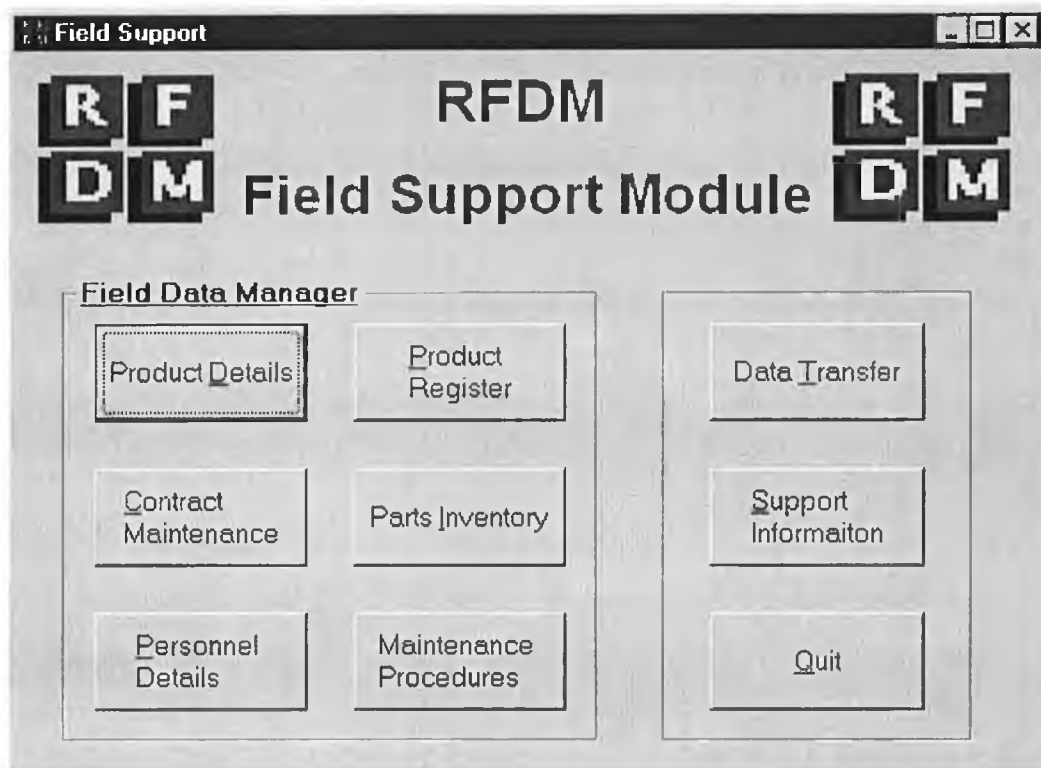 Field Support
R F
D M
RFDM
Field Support Module
R F
D M
Field Data Manager
Product Details
Product
Register
Data Transfer
Contract
Maintenance
Parts Inventory
Support
Informaiton
Personnel
Details
Maintenance
Procedures
Quit